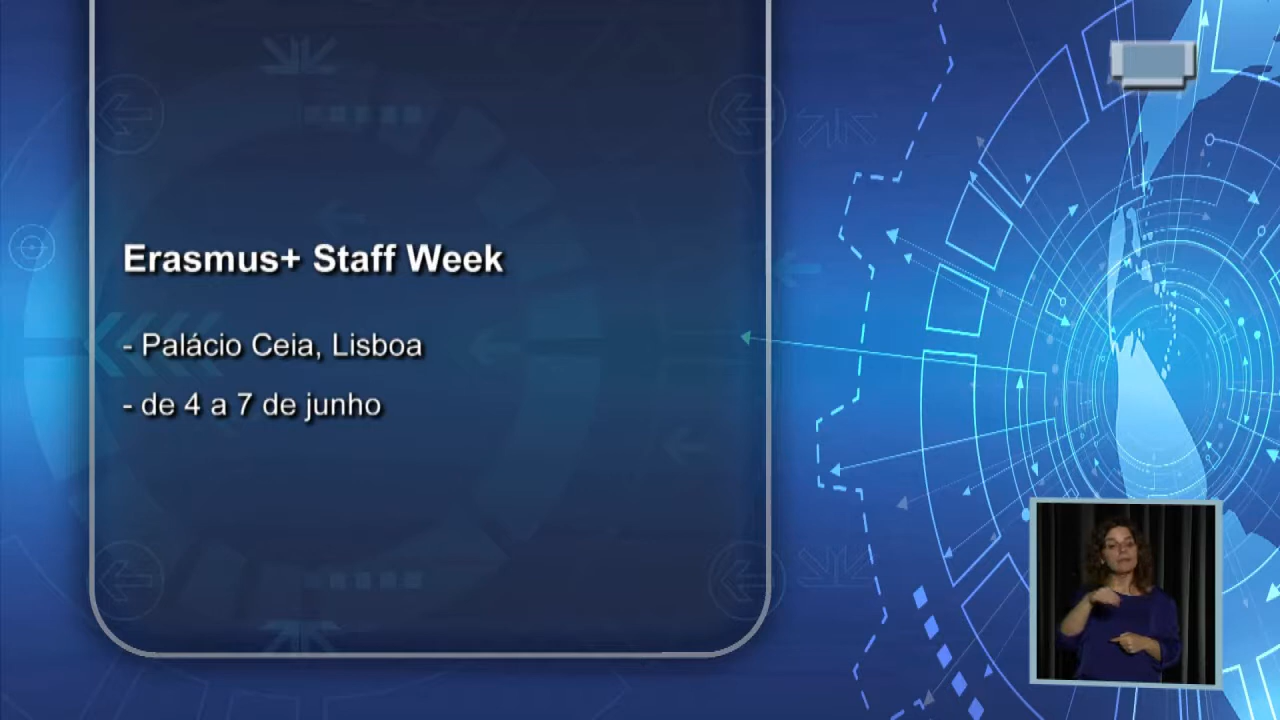 Erasmus+ Staff Week
- Palácio Ceia, Lisboa
- de 4 a 7 de junho